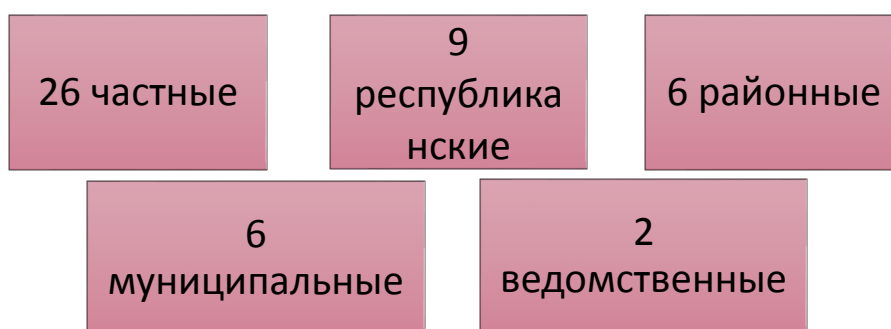 26 частные
9
республика
нские
6 районные
6
муниципальные
2
ведомственные